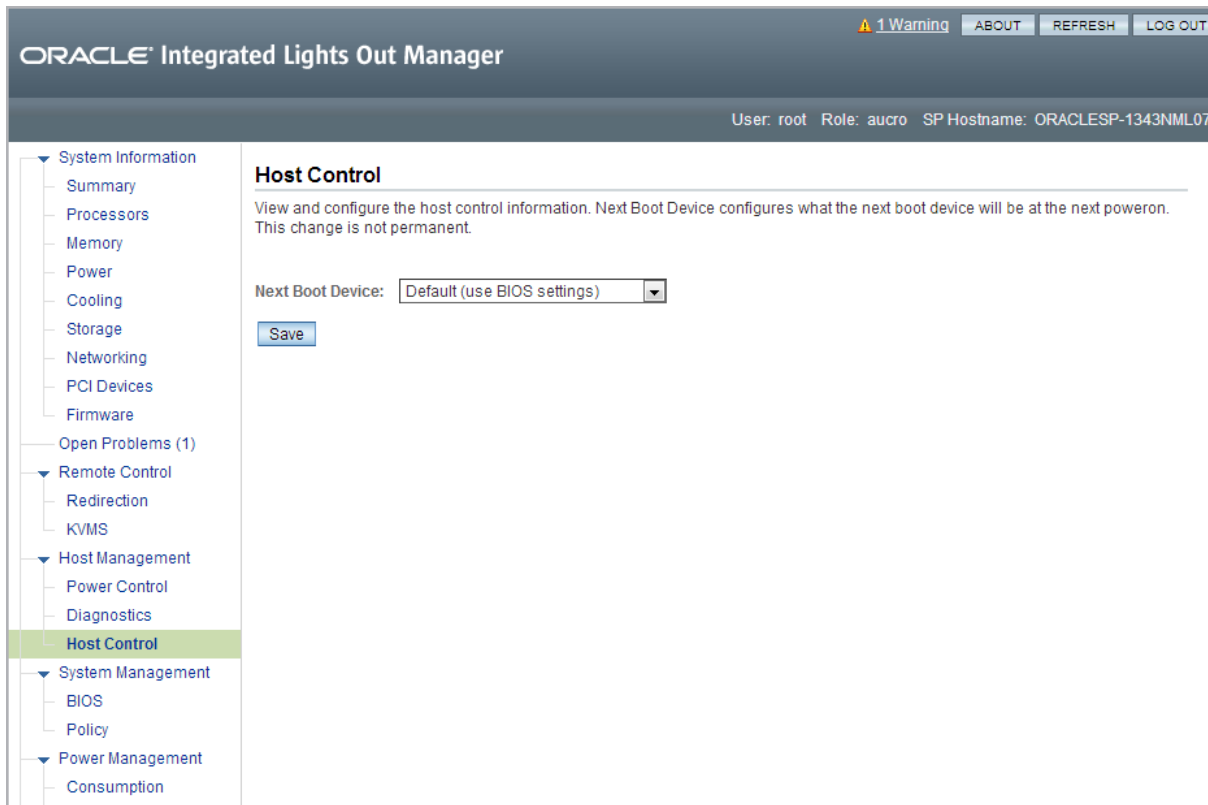 1 Warning ABOUT REFRESH LOG OUT
ORACLE Integrated Lights Out Manager
User: root Role: aucro SP Hostname: ORACLESP-1343NML07
System Information
Summary
Processors
Memory
Power
Cooling
Storage
Networking
PCI Devices
Firmware
Open Problems (1)
Remote Control
Redirection
KVMS
Host Management
Power Control
Diagnostics
Host Control
System Management
BIOS
Policy
Power Management
Consumption
Host Control
View and configure the host control information. Next Boot Device configures what the next boot device will be at the next poweron.
This change is not permanent.
Next Boot Device: Default (use BIOS settings)
Save